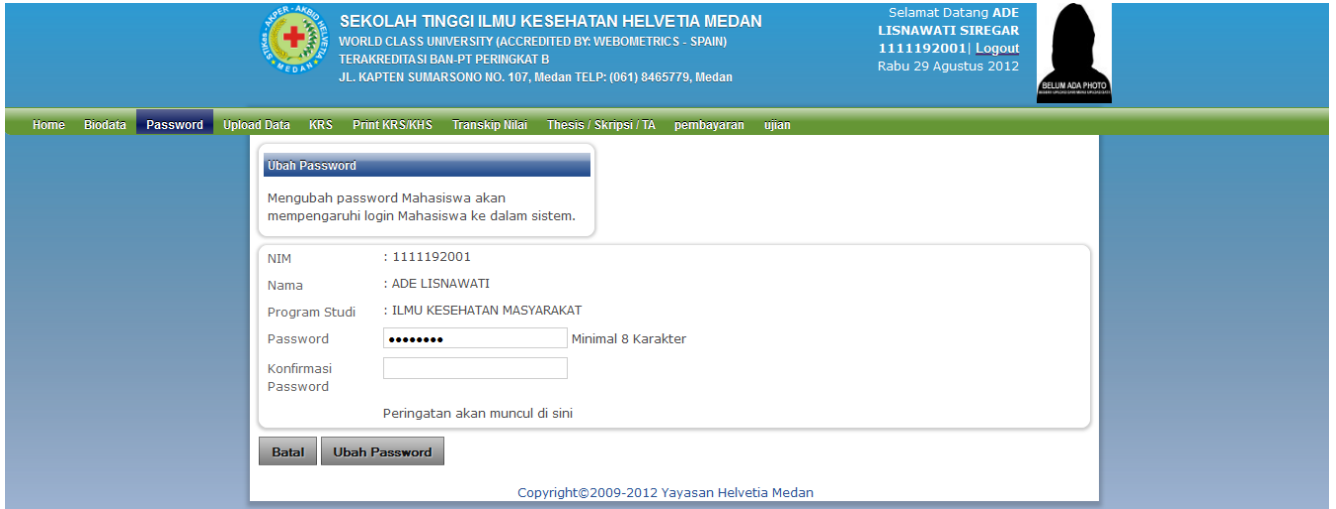 STIKes - AKPER - AKBID HELVETIA
MEDAN
SEKOLAH TINGGI ILMU KESEHATAN HELVETIA MEDAN
WORLD CLASS UNIVERSITY (ACCREDITED BY: WEBOMETRICS - SPAIN)
TERAKREDITASI BAN-PT PERINGKAT B
JL. KAPTEN SUMARSONO NO. 107, Medan TELP: (061) 8465779, Medan
Selamat Datang ADE
LISNAWATI SIREGAR
1111192001| Logout
Rabu 29 Agustus 2012
BELUM ADA PHOTO
Home Biodata Password Upload Data KRS Print KRS/KHS Transkip Nilai Thesis / Skripsi / TA pembayaran ujian
Ubah Password
Mengubah password Mahasiswa akan
mempengaruhi login Mahasiswa ke dalam sistem.
NIM : 1111192001
Nama : ADE LISNAWATI
Program Studi : ILMU KESEHATAN MASYARAKAT
Password •••••••• Minimal 8 Karakter
Konfirmasi
Password
Peringatan akan muncul di sini
Batal Ubah Password
Copyright©2009-2012 Yayasan Helvetia Medan